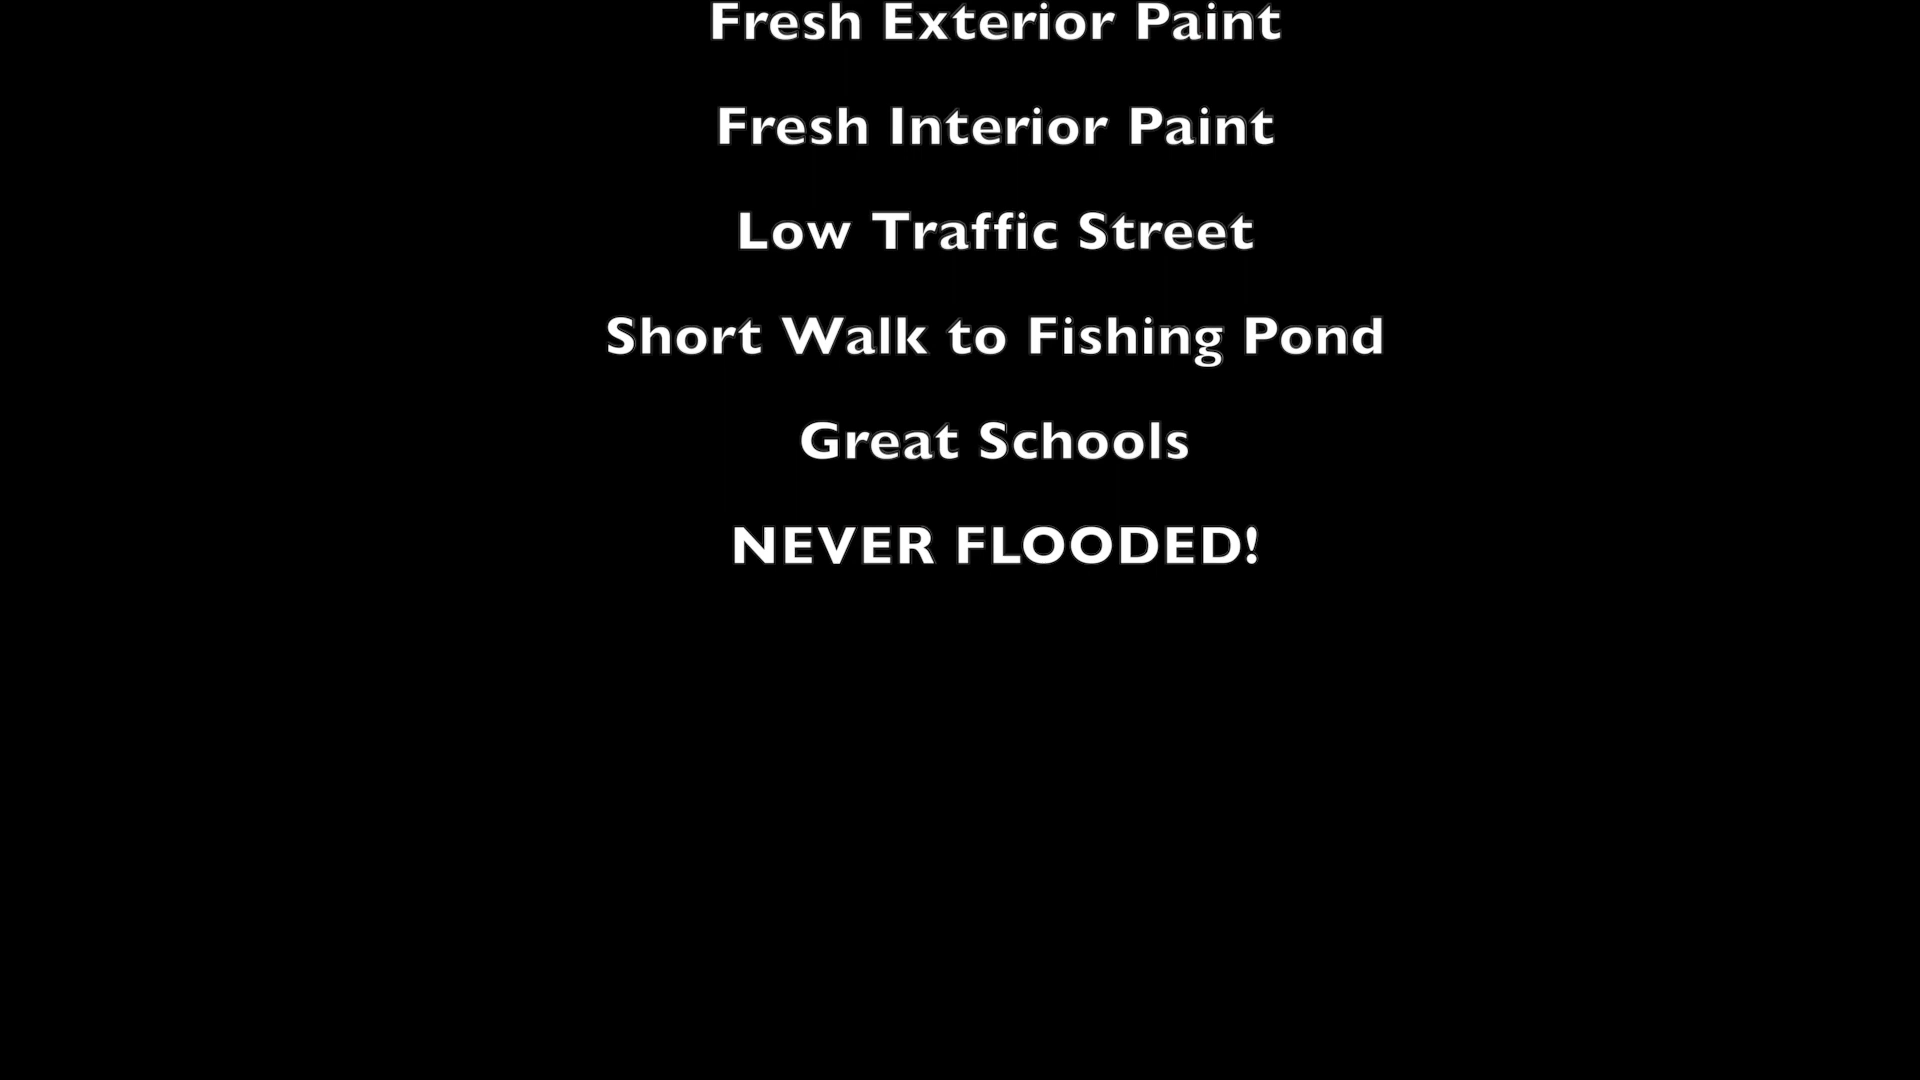 Fresh Exterior Paint
Fresh Interior Paint
Low Traffic Street
Short Walk to Fishing Pond
Great Schools
NEVER FLOODED!